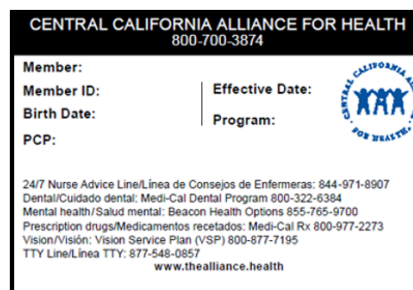 CENTRAL CALIFORNIA ALLIANCE FOR HEALTH
800-700-3874
Member:
Member ID:
Effective Date:
Birth Date:
Program:
PCP:
CENTRAL CALIFORNIA
FOR HEALTH
24/7 Nurse Advice Line/Línea de Consejos de Enfermeras: 844-971-8907
Dental/Cuidado dental: Medi-Cal Dental Program 800-322-6384
Mental health/Salud mental: Beacon Health Options 855-765-9700
Prescription drugs/Medicamentos recetados: Medi-Cal Rx 800-977-2273
Vision/Visión: Vision Service Plan (VSP) 800-877-7195
TTY Line/Línea TTY: 877-548-0857
www.thealliance.health